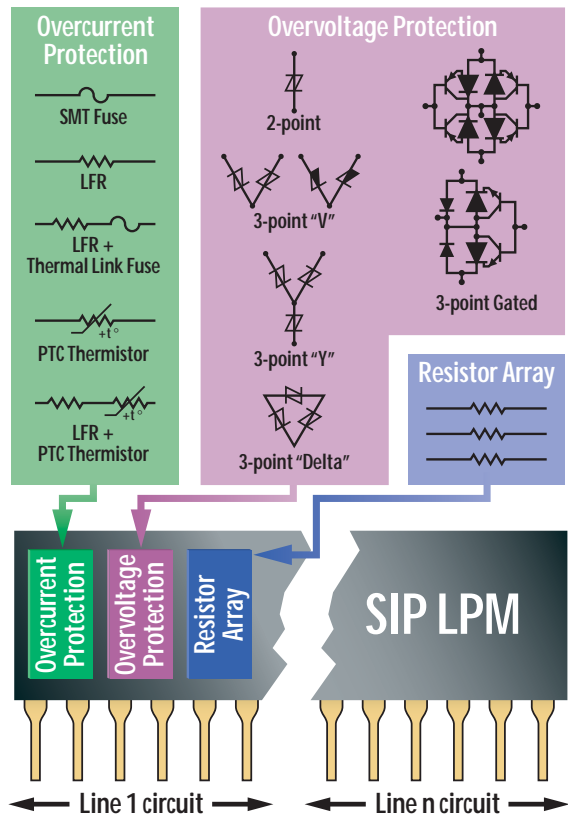 Overcurrent
Protection
SMT Fuse
LFR
LFR +
Thermal Link Fuse
+t°
PTC Thermistor
+t°
LFR +
PTC Thermistor
Overvoltage Protection
2-point
3-point “V”
3-point “Y”
3-point “Delta”
3-point Gated
Resistor Array
Overcurrent
Protection
Overvoltage
Protection
Resistor
Array
SIP LPM
Line 1 circuit
Line n circuit